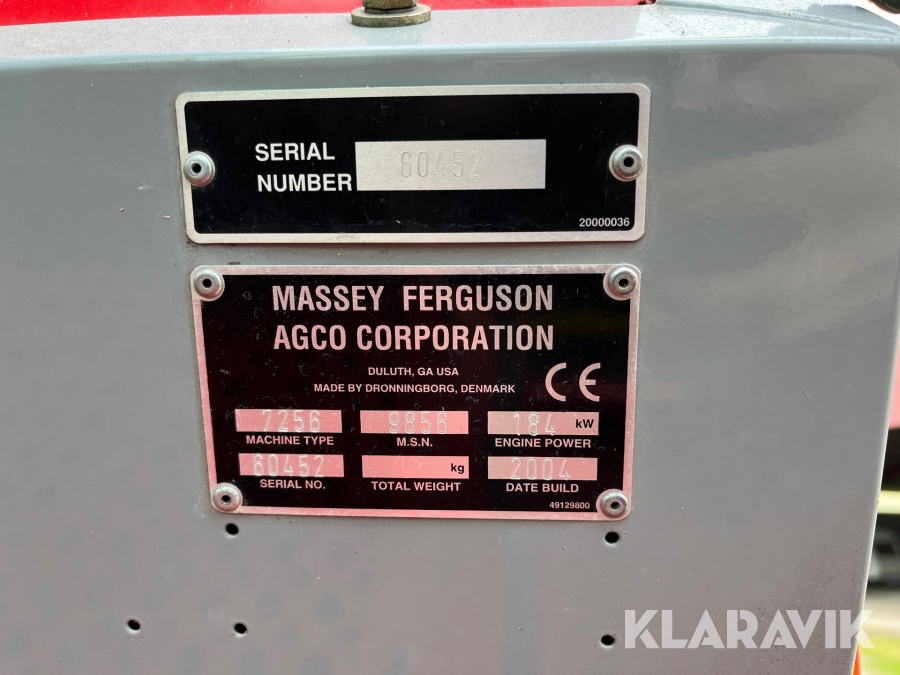 SERIAL
NUMBER 60452
20000036
MASSEY FERGUSON
AGCO CORPORATION
DULUTH, GA USA
MADE BY DRONNINGBORG, DENMARK
CE
7256 9856 184 kW
MACHINE TYPE M.S.N. ENGINE POWER
60452 kg 2004
SERIAL NO. TOTAL WEIGHT DATE BUILD
49129800
KLARAVIK